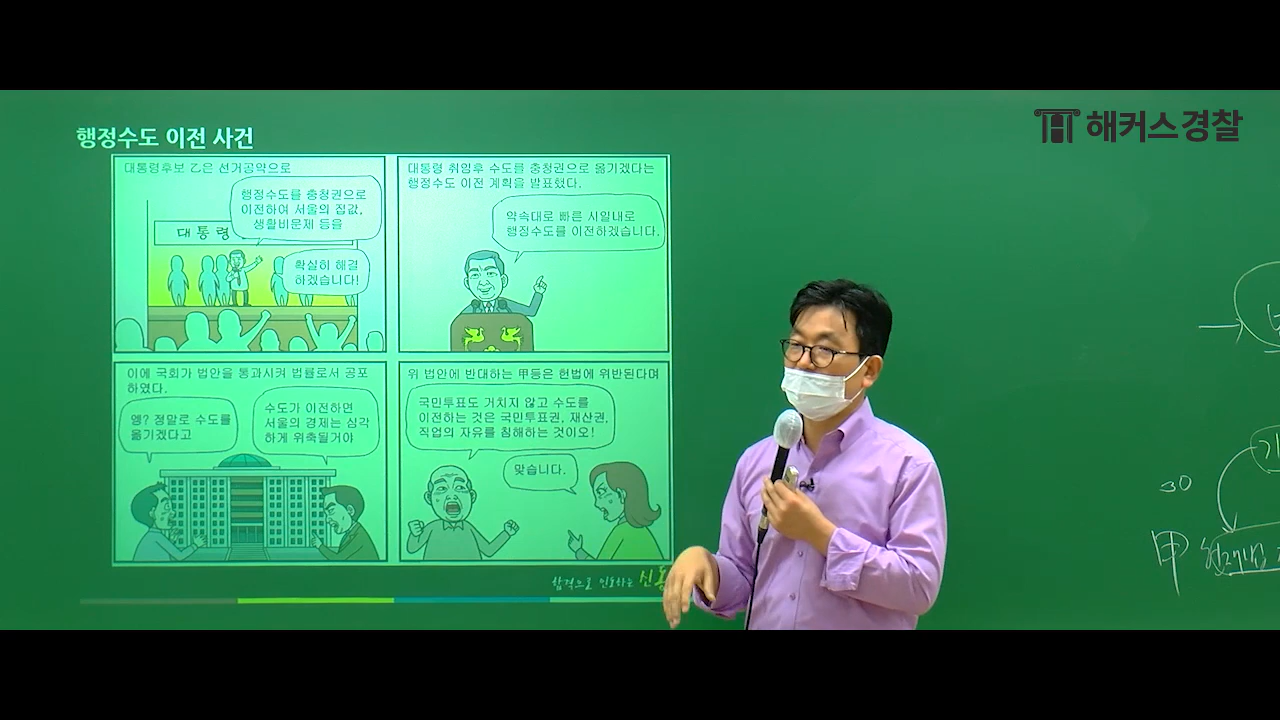 해커스경찰
행정수도 이전 사건
대통령후보 乙은 선거공약으로
행정수도를 충청권으로
이전하여 서울의 집값,
생활비문제 등을
대통령
확실히 해결
하겠습니다!
대통령 취임후 수도를 충청권으로 옮기겠다는
행정수도 이전 계획을 발표했다.
약속대로 빠른 시일내로
행정수도를 이전하겠습니다.
이에 국회가 법안을 통과시켜 법률로서 공포
하였다.
엥? 정말로 수도를
옮기겠다고
수도가 이전하면
서울의 경제는 심각
하게 위축될거야
위 법안에 반대하는 甲등은 헌법에 위반된다며
국민투표도 거치지 않고 수도를
이전하는 것은 국민투표권, 재산권,
직업의 자유를 침해하는 것이오!
맞습니다.
합격으로 인도하는 신동
30
甲